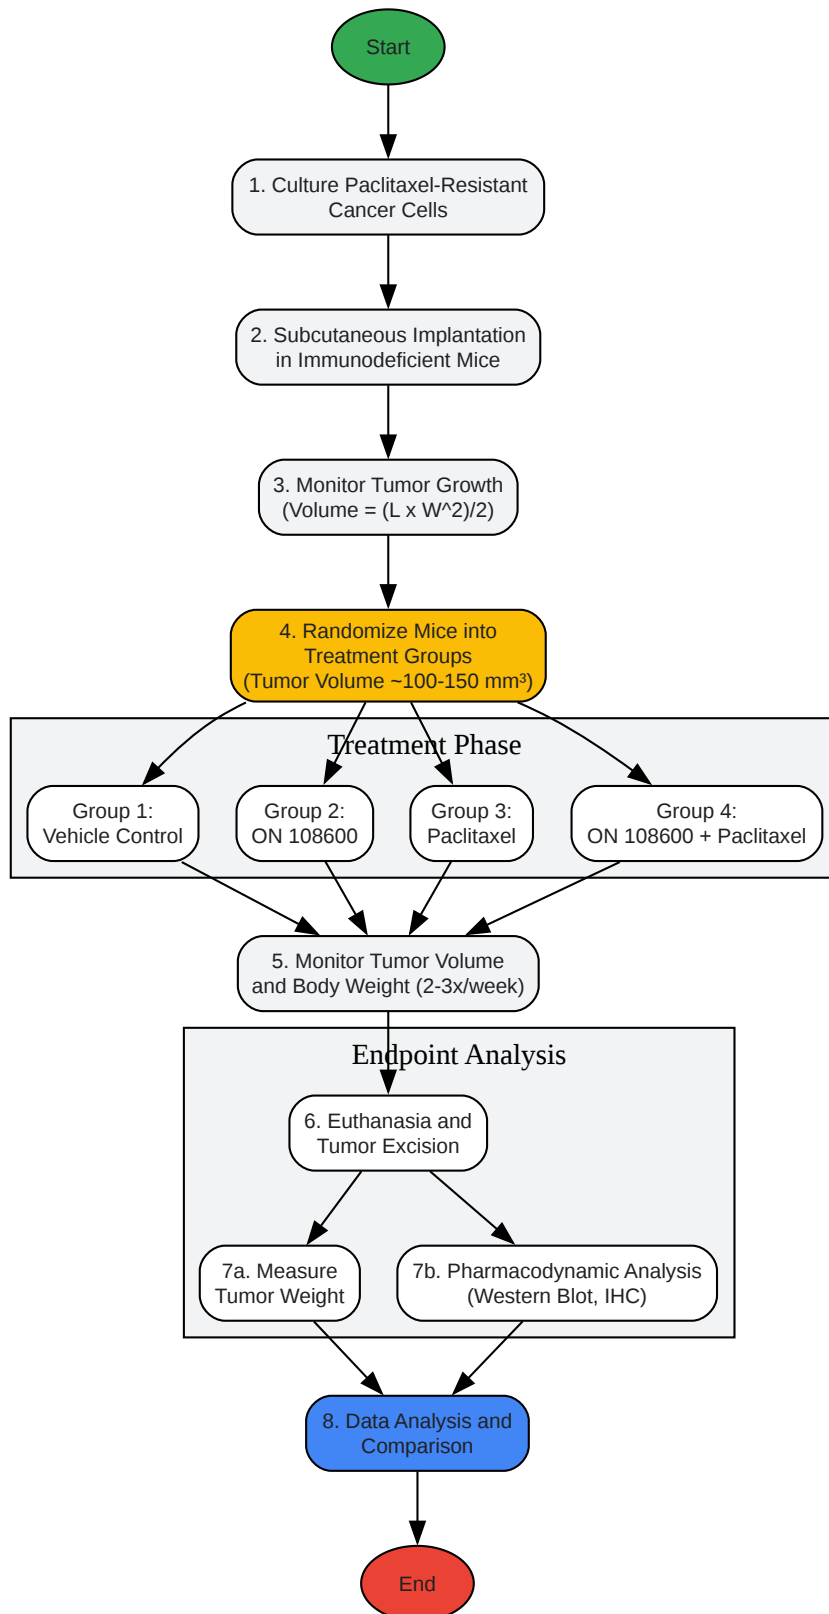 Start
1. Culture Paclitaxel-Resistant
Cancer Cells
2. Subcutaneous Implantation
in Immunodeficient Mice
3. Monitor Tumor Growth
(Volume = (L x W^2)/2)
4. Randomize Mice into
Treatment Groups
(Tumor Volume ~100-150 mm³)
Treatment Phase
Group 1:
Vehicle Control
Group 2:
ON 108600
Group 3:
Paclitaxel
Group 4:
ON 108600 + Paclitaxel
5. Monitor Tumor Volume
and Body Weight (2-3x/week)
Endpoint Analysis
6. Euthanasia and
Tumor Excision
7a. Measure
Tumor Weight
7b. Pharmacodynamic Analysis
(Western Blot, IHC)
8. Data Analysis and
Comparison
End